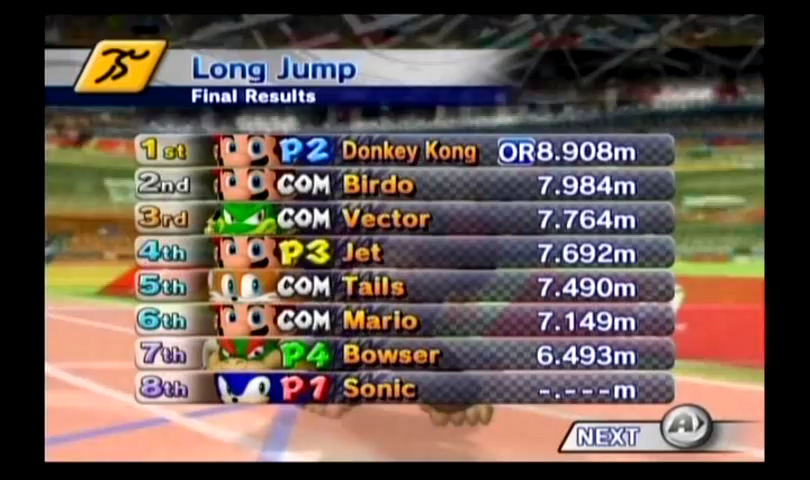 Long Jump
Final Results
1st P2 Donkey Kong OR 8.908m
2nd COM Birdo 7.984m
3rd COM Vector 7.764m
4th P3 Jet 7.692m
5th COM Tails 7.490m
6th COM Mario 7.149m
7th P4 Bowser 6.493m
8th P1 Sonic -.---m
NEXT A